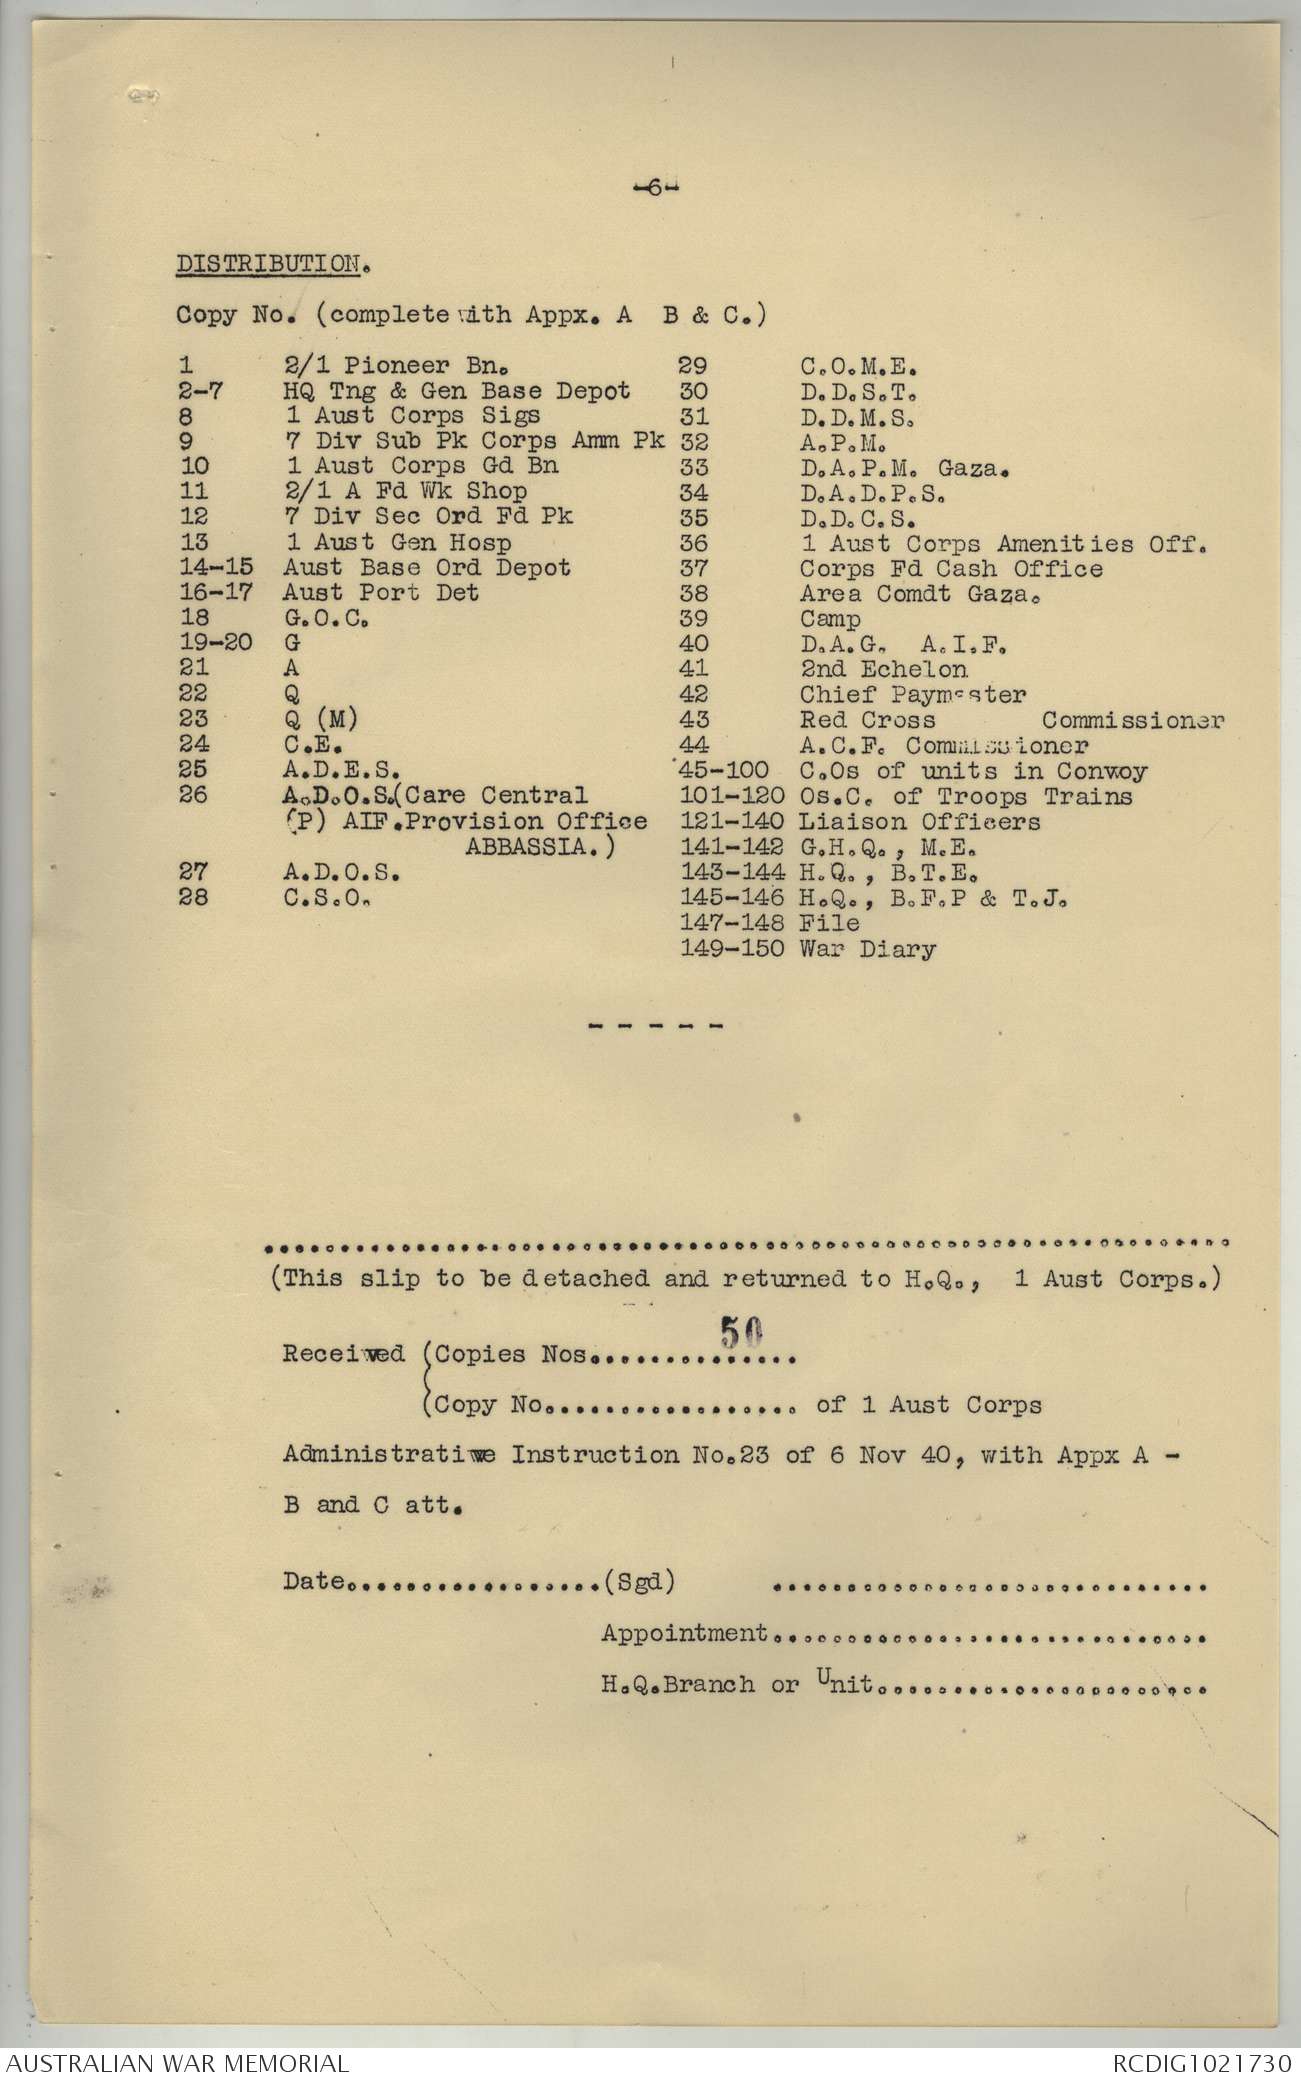 -6-
DISTRIBUTION.
Copy No. (complete with Appx. A  B & C.)
1 2/1 Pioneer Bn.
2-7 HQ Tng & Gen Base Depot
8 1 Aust Corps Sigs
9 7 Div Sub Pk Corps Amm Pk
10 1 Aust Corps Gd Bn
11 2/1 A Fd Wk Shop
12 7 Div Sec Ord Fd Pk
13 1 Aust Gen Hosp
14-15 Aust Base Ord Depot
16-17 Aust Port Det
18 G.O.C.
19-20 G
21 A
22 Q
23 Q (M)
24 C.E.
25 A.D.E.S.
26 A.D.O.S.(Care Central
(P) AIF.Provision Office
ABBASSIA.)
27 A.D.O.S.
28 C.S.O.
29 C.O.M.E.
30 D.D.S.T.
31 D.D.M.S.
32 A.P.M.
33 D.A.P.M. Gaza.
34 D.A.D.P.S.
35 D.D.C.S.
36 1 Aust Corps Amenities Off.
37 Corps Fd Cash Office
38 Area Comdt Gaza.
39 Camp
40 D.A.G. A.I.F.
41 2nd Echelon
42 Chief Paymaster
43 Red Cross Commissioner
44 A.C.F. Commissioner
45-100 C.Os of units in Convoy
101-120 Os.C. of Troops Trains
121-140 Liaison Officers
141-142 G.H.Q., M.E.
143-144 H.Q., B.T.E.
145-146 H.Q., B.F.P & T.J.
147-148 File
149-150 War Diary
- - - - -
................................................................
(This slip to be detached and returned to H.Q., 1 Aust Corps.)
50
Received (Copies Nos..............
(
(Copy No................. of 1 Aust Corps
Administrative Instruction No.23 of 6 Nov 40, with Appx A -
B and C att.
Date.................(Sgd) .............................
Appointment.............................
H.Q.Branch or Unit......................
AUSTRALIAN WAR MEMORIAL
RCDIG1021730